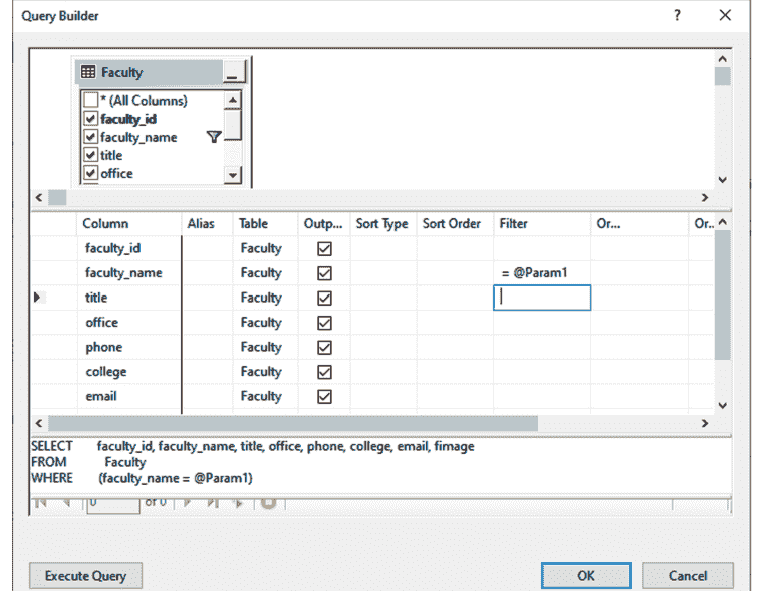 Query Builder
?
Faculty
* (All Columns)
faculty_id
faculty_name
title
office
Column Alias Table Outp... Sort Type Sort Order Filter Or... Or...
faculty_id Faculty
faculty_name Faculty = @Param1
title Faculty
office Faculty
phone Faculty
college Faculty
email Faculty
SELECT faculty_id, faculty_name, title, office, phone, college, email, fimage
FROM Faculty
WHERE (faculty_name = @Param1)
0 of 0
Execute Query OK Cancel